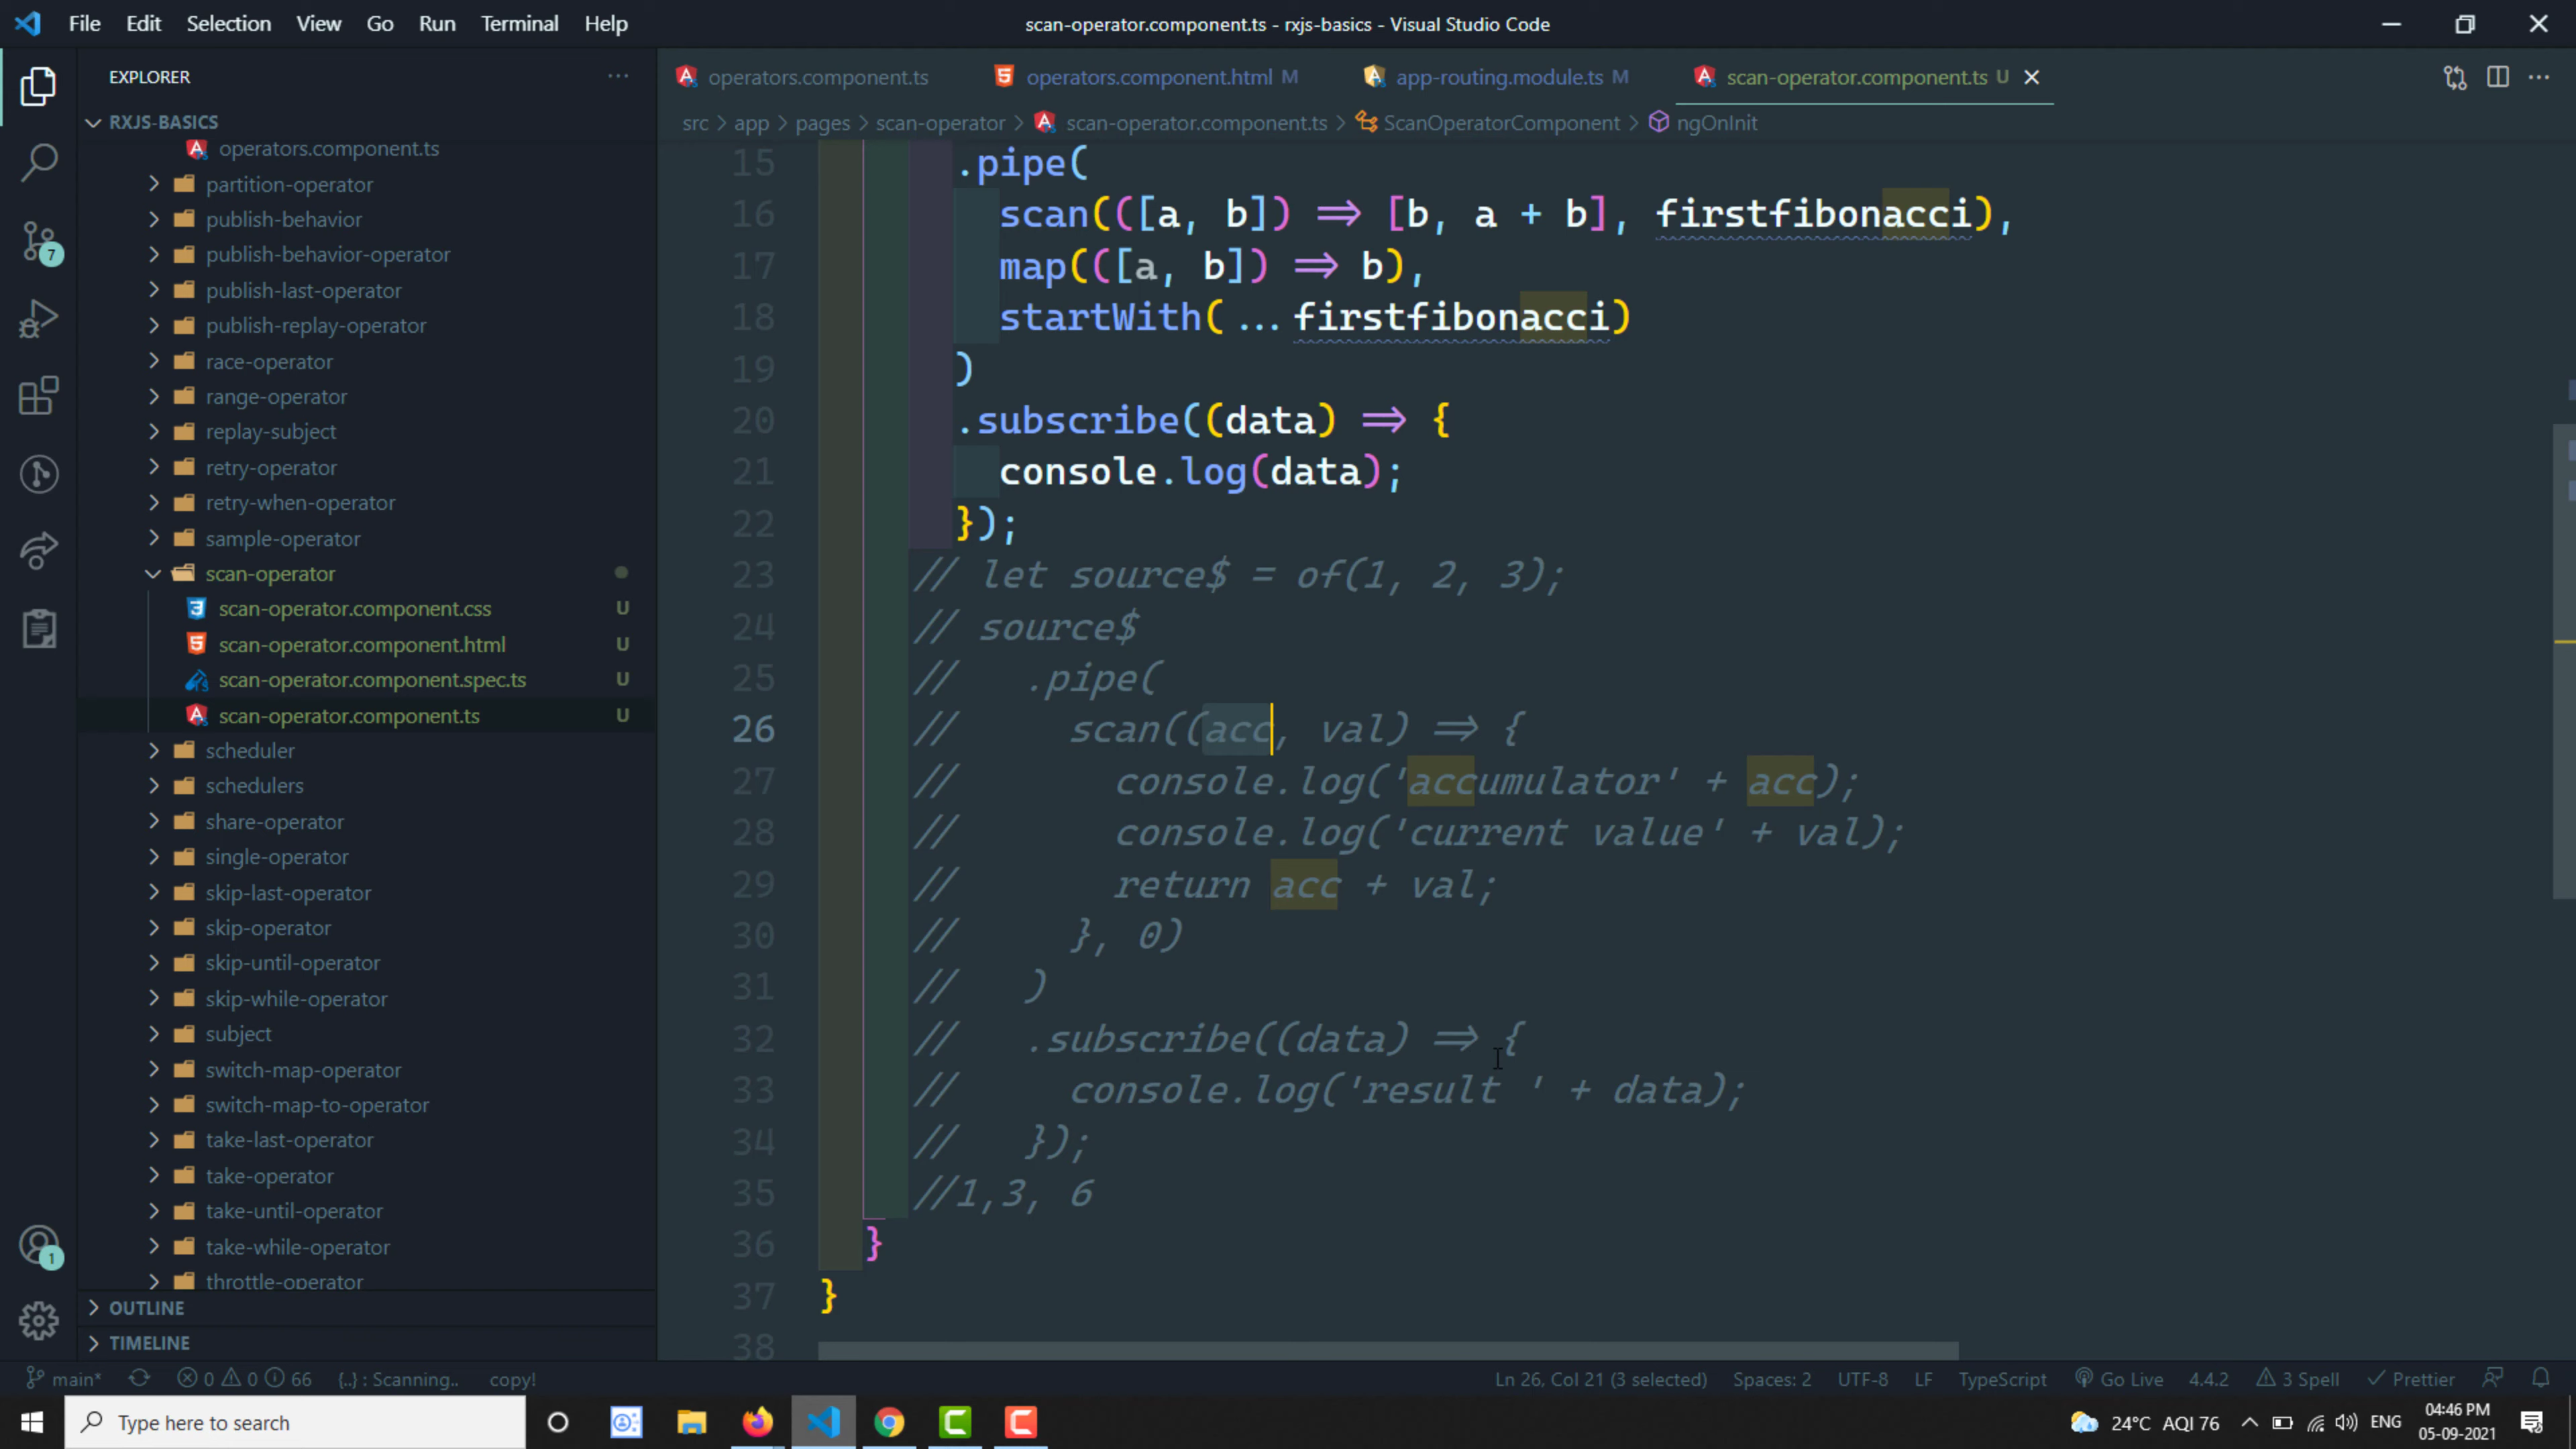 File Edit Selection View Go Run Terminal Help
scan-operator.component.ts - rxjs-basics - Visual Studio Code
EXPLORER
RXJS-BASICS
operators.component.ts
partition-operator
publish-behavior
publish-behavior-operator
publish-last-operator
publish-replay-operator
race-operator
range-operator
replay-subject
retry-operator
retry-when-operator
sample-operator
scan-operator
scan-operator.component.css U
scan-operator.component.html U
scan-operator.component.spec.ts U
scan-operator.component.ts U
scheduler
schedulers
share-operator
single-operator
skip-last-operator
skip-operator
skip-until-operator
skip-while-operator
subject
switch-map-operator
switch-map-to-operator
take-last-operator
take-operator
take-until-operator
take-while-operator
throttle-operator
OUTLINE
TIMELINE
7
1
operators.component.ts operators.component.html M app-routing.module.ts M scan-operator.component.ts U
src > app > pages > scan-operator > scan-operator.component.ts > ScanOperatorComponent > ngOnInit
15 .pipe(
16 scan(([a, b]) => [b, a + b], firstfibonacci),
17 map(([a, b]) => b),
18 startWith(...firstfibonacci)
19 )
20 .subscribe((data) => {
21 console.log(data);
22 });
23 // let source$ = of(1, 2, 3);
24 // source$
25 // .pipe(
26 // scan((acc, val) => {
27 // console.log('accumulator' + acc);
28 // console.log('current value' + val);
29 // return acc + val;
30 // }, 0)
31 // )
32 // .subscribe((data) => {
33 // console.log('result ' + data);
34 // });
35 //1,3, 6
36 }
37 }
38
main* 0 0 66 {..} : Scanning.. copy!
Ln 26, Col 21 (3 selected) Spaces: 2 UTF-8 LF TypeScript Go Live 4.4.2 3 Spell Prettier
Type here to search
24°C AQI 76 ENG
04:46 PM
05-09-2021